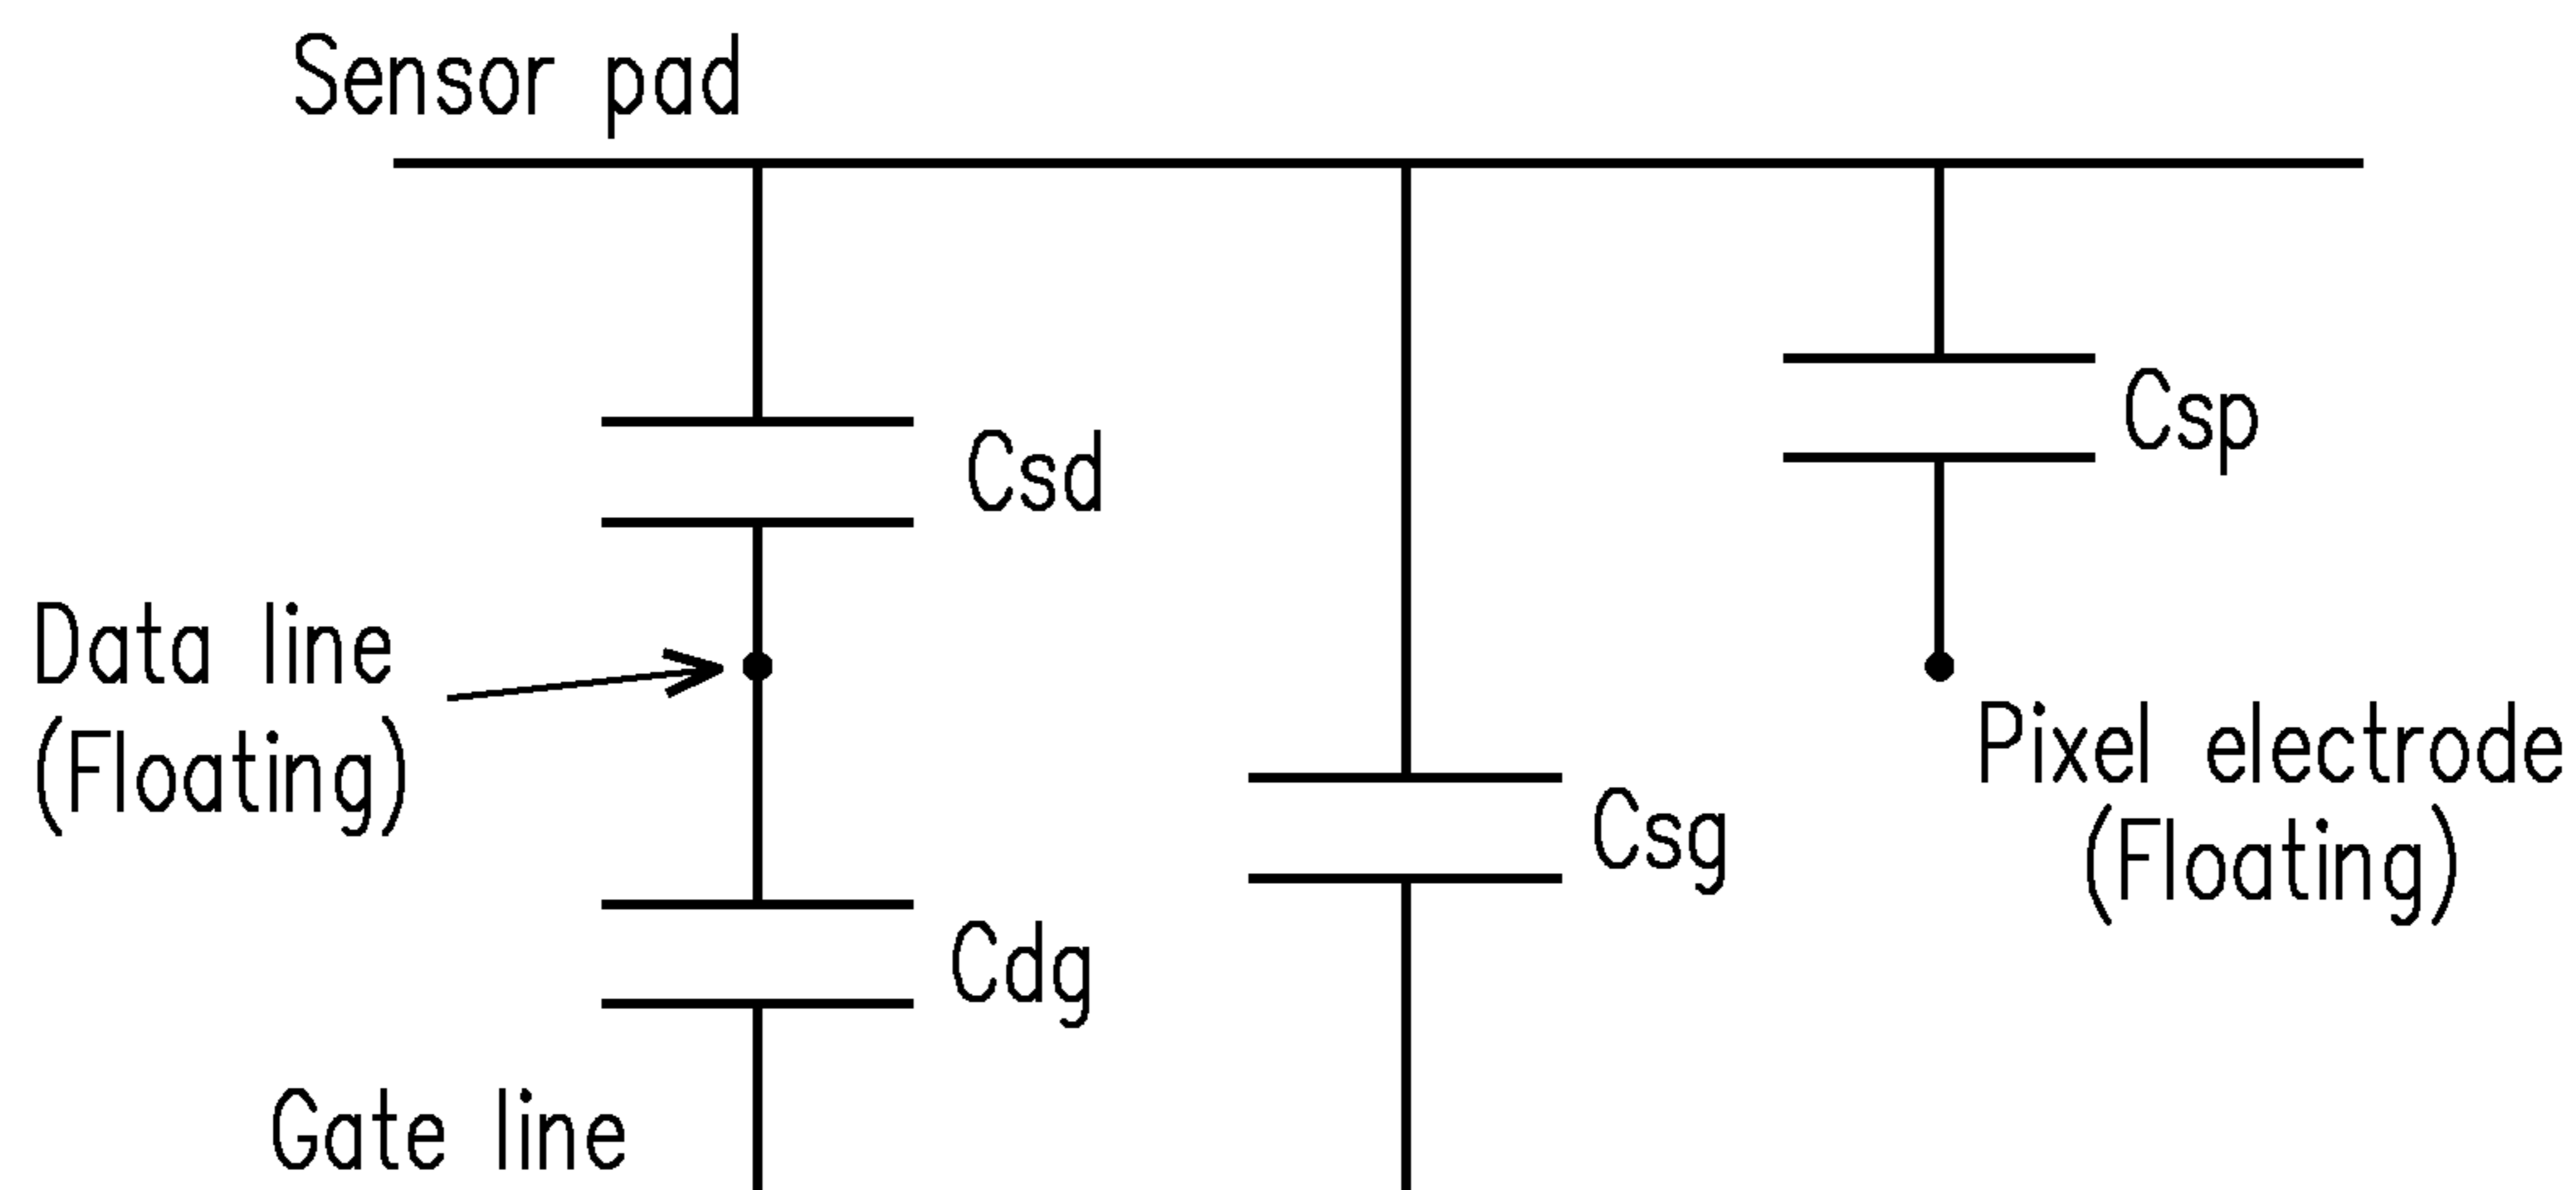 Sensor pad
Csp
Csd
Data line
(Floating)
Pixel electrode
(Floating)
Csg
Cdg
Gate line